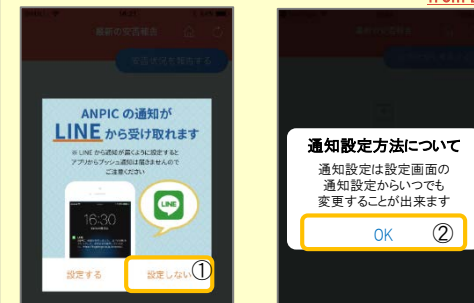 最新の安否報告
安否状況を報告する
ANPIC の通知が
LINE から受け取れます
※ LINE から通知が届くように設定すると
アプリからプッシュ通知は届きませんので
ご注意ください
16:30
LINE
設定する
設定しない
①
通知設定方法について
通知設定は設定画面の
通知設定からいつでも
変更することが出来ます
OK
②